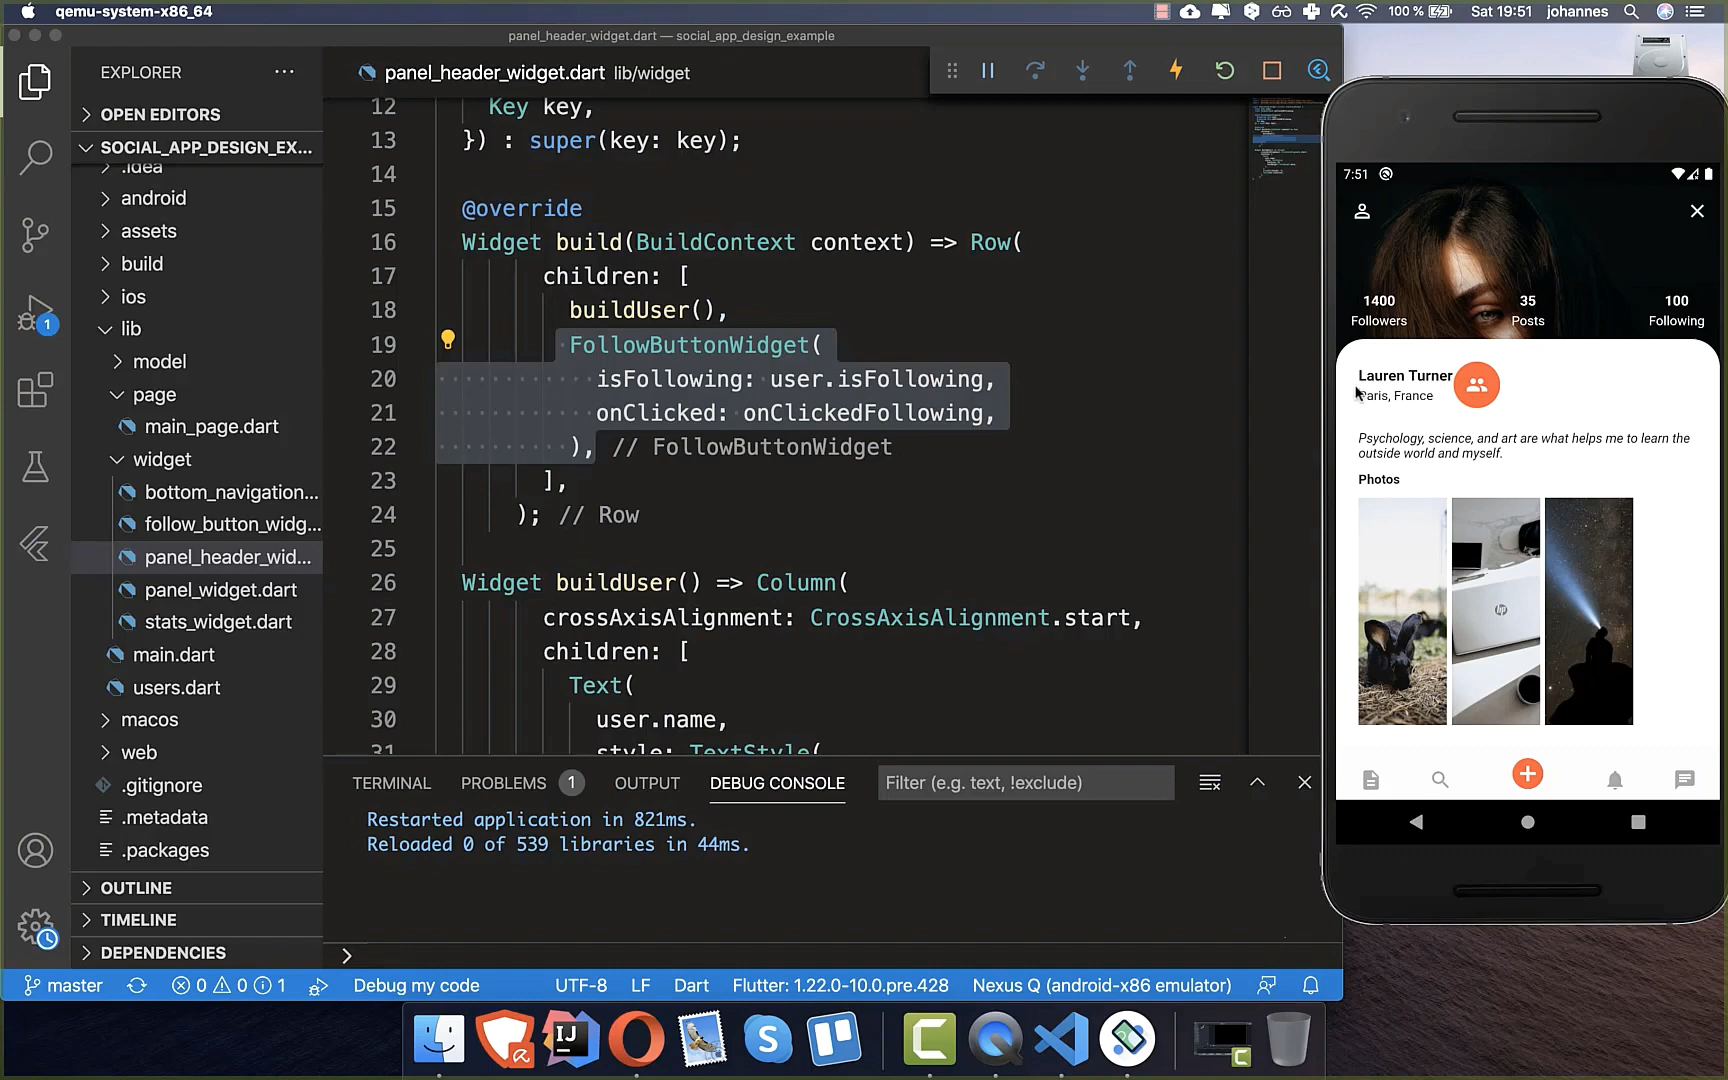 qemu-system-x86_64
100 %
Sat 19:51
johannes
panel_header_widget.dart — social_app_design_example
EXPLORER
OPEN EDITORS
SOCIAL_APP_DESIGN_EX...
.idea
android
assets
build
ios
lib
model
page
main_page.dart
widget
bottom_navigation...
follow_button_widg...
panel_header_wid...
panel_widget.dart
stats_widget.dart
main.dart
users.dart
macos
web
.gitignore
.metadata
.packages
OUTLINE
TIMELINE
DEPENDENCIES
1
panel_header_widget.dart lib/widget
12 Key key,
13 }) : super(key: key);
14
15 @override
16 Widget build(BuildContext context) => Row(
17 children: [
18 buildUser(),
19 FollowButtonWidget(
20 isFollowing: user.isFollowing,
21 onClicked: onClickedFollowing,
22 ), // FollowButtonWidget
23 ],
24 ); // Row
25
26 Widget buildUser() => Column(
27 crossAxisAlignment: CrossAxisAlignment.start,
28 children: [
29 Text(
30 user.name,
31 style: TextStyle(
TERMINAL
PROBLEMS 1
OUTPUT
DEBUG CONSOLE
Filter (e.g. text, !exclude)
Restarted application in 821ms.
Reloaded 0 of 539 libraries in 44ms.
master
0
0
1
Debug my code
UTF-8
LF
Dart
Flutter: 1.22.0-10.0.pre.428
Nexus Q (android-x86 emulator)
7:51
1400
Followers
35
Posts
100
Following
Lauren Turner
Paris, France
Psychology, science, and art are what helps me to learn the
outside world and myself.
Photos
hp
IJ
S
C
C